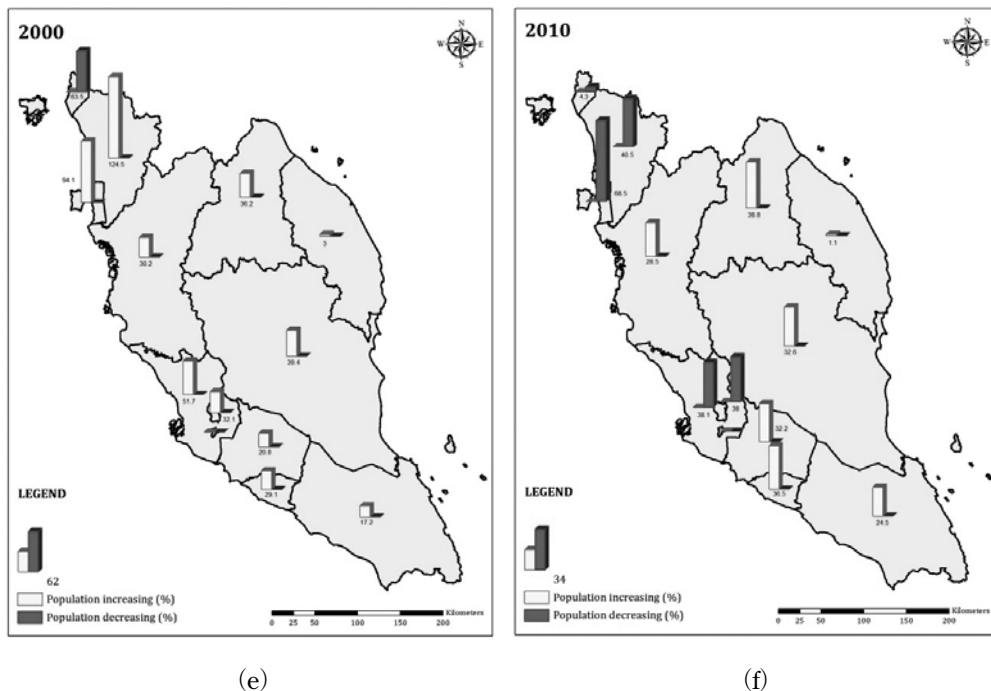 2000
N
W E
S
63.5
124.6
94.1
36.2
3
30.2
39.4
51.7
32.1
20.8
29.1
17.2
LEGEND
62
Population increasing (%)
Population decreasing (%)
Kilometers
0 25 50 100 150 200
(e)
2010
N
W E
S
4.3
40.5
68.5
38.8
1.1
28.5
32.6
38.1
38
32.2
36.5
24.5
LEGEND
34
Population increasing (%)
Population decreasing (%)
Kilometers
0 25 50 100 150 200
(f)